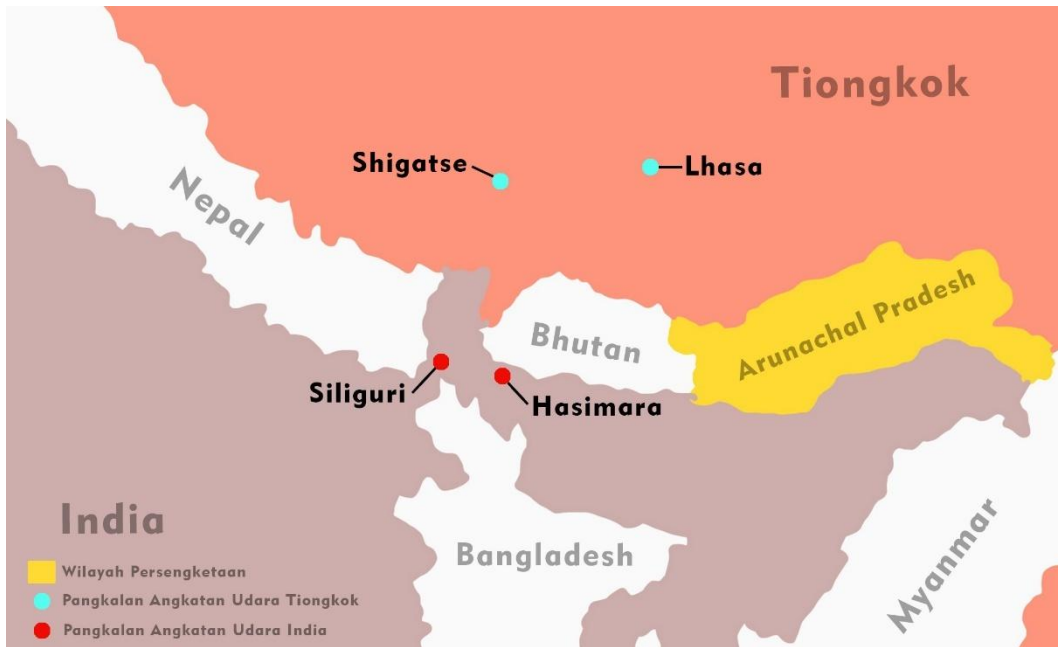 Tiongkok
Shigatse
Lhasa
Nepal
Arunachal Pradesh
Bhutan
Siliguri
Hasimara
India
Bangladesh
Myanmar
Wilayah Persengketaan
Pangkalan Angkatan Udara Tiongkok
Pangkalan Angkatan Udara India